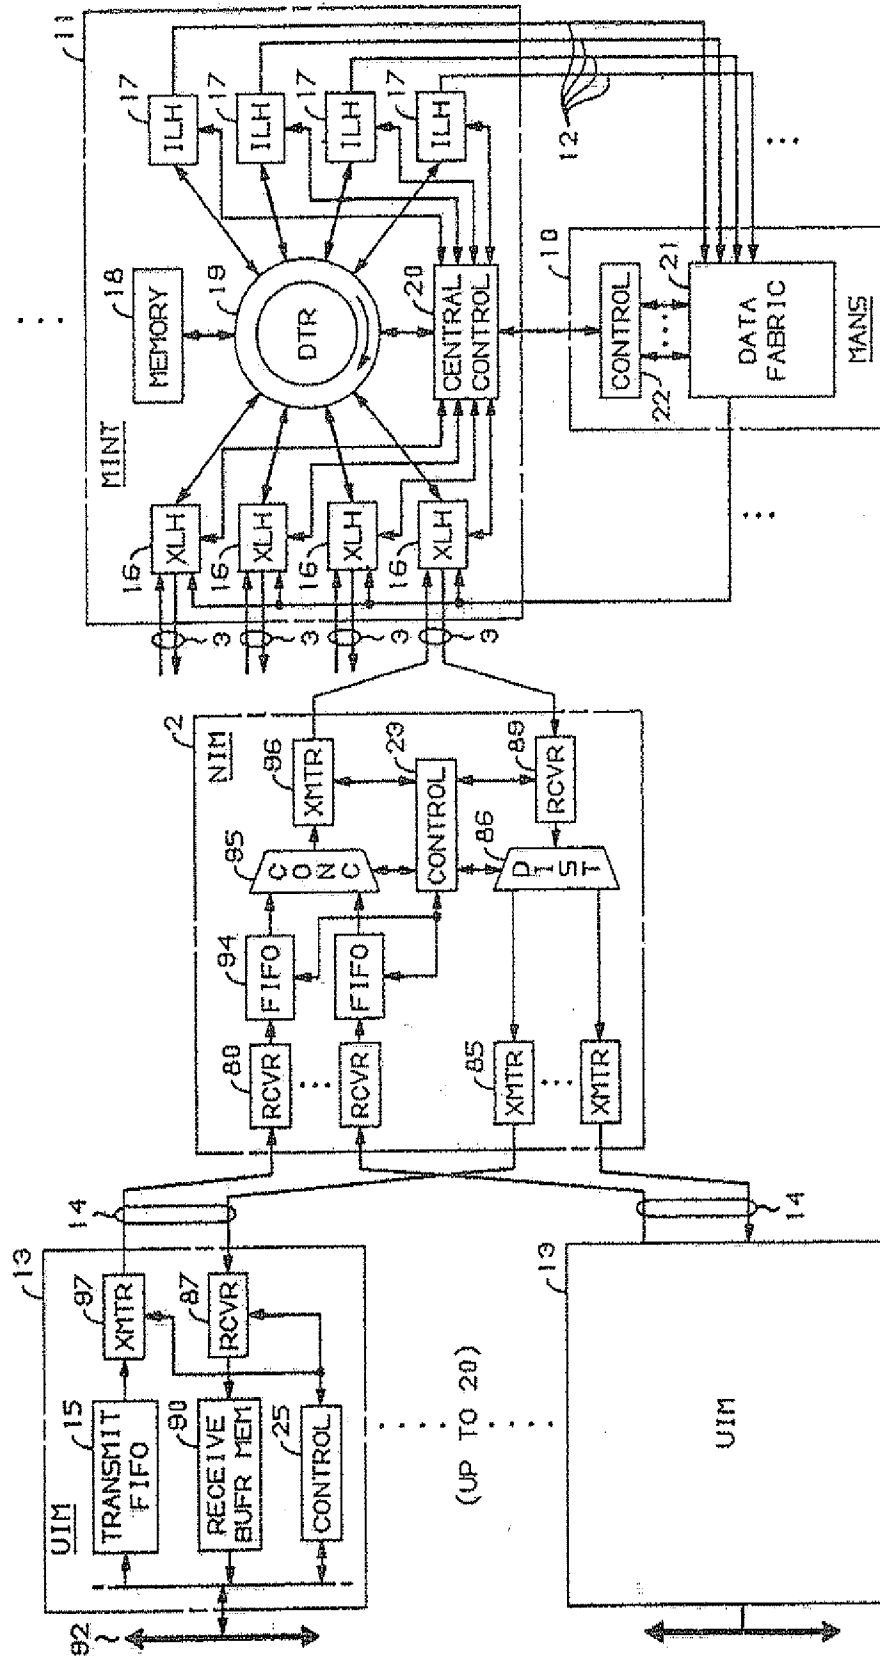 UIM
13
92
15
TRANSMIT
FIFO
97
XMTR
14
90
RECEIVE
BUFR MEM
87
RCVR
25
CONTROL
(UP TO 20)
13
UIM
14
2
NIM
80
RCVR
94
FIFO
95
CONC
96
XMTR
RCVR
FIFO
23
CONTROL
85
XMTR
86
DIST
89
RCVR
XMTR
11
MINT
3
16
XLH
3
16
XLH
3
16
XLH
3
16
XLH
18
MEMORY
19
DTR
20
CENTRAL
CONTROL
17
ILH
17
ILH
17
ILH
17
ILH
12
10
CONTROL
22
21
DATA
FABRIC
MANS